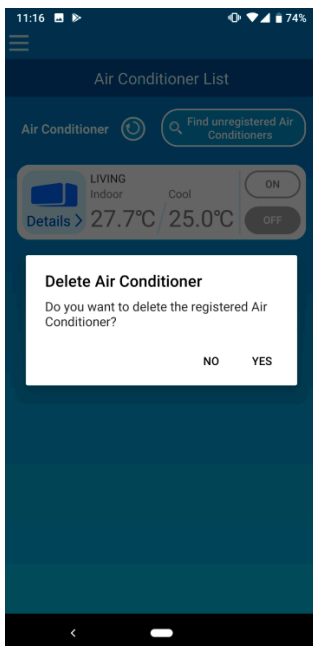 11:16 74%
Air Conditioner List
Air Conditioner
Find unregistered Air
Conditioners
LIVING
Indoor Cool
ON
Details > 27.7℃ 25.0℃
OFF
Delete Air Conditioner
Do you want to delete the registered Air
Conditioner?
NO YES